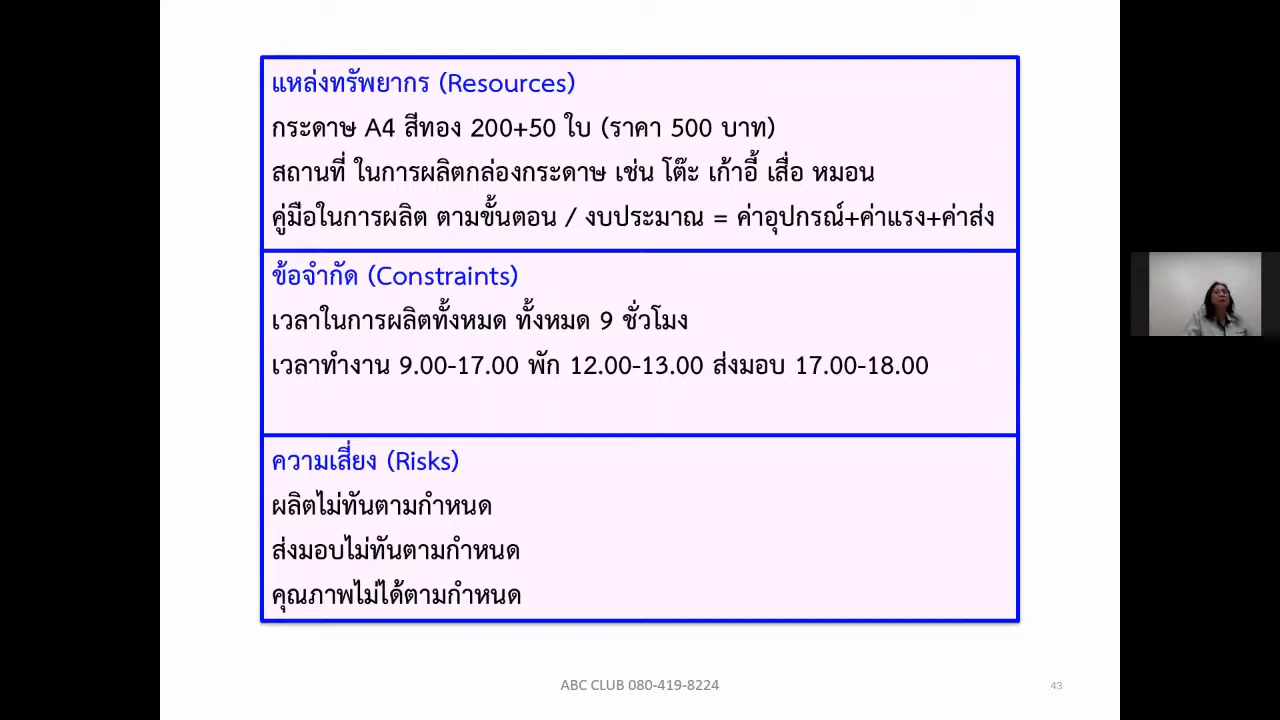 แหล่งทรัพยากร (Resources)
กระดาษ A4 สีทอง 200+50 ใบ (ราคา 500 บาท)
สถานที่ ในการผลิตกล่องกระดาษ เช่น โต๊ะ เก้าอี้ เสื่อ หมอน
คู่มือในการผลิต ตามขั้นตอน / งบประมาณ = ค่าอุปกรณ์+ค่าแรง+ค่าส่ง
ข้อจำกัด (Constraints)
เวลาในการผลิตทั้งหมด ทั้งหมด 9 ชั่วโมง
เวลาทำงาน 9.00-17.00 พัก 12.00-13.00 ส่งมอบ 17.00-18.00
ความเสี่ยง (Risks)
ผลิตไม่ทันตามกำหนด
ส่งมอบไม่ทันตามกำหนด
คุณภาพไม่ได้ตามกำหนด
ABC CLUB 080-419-8224
43